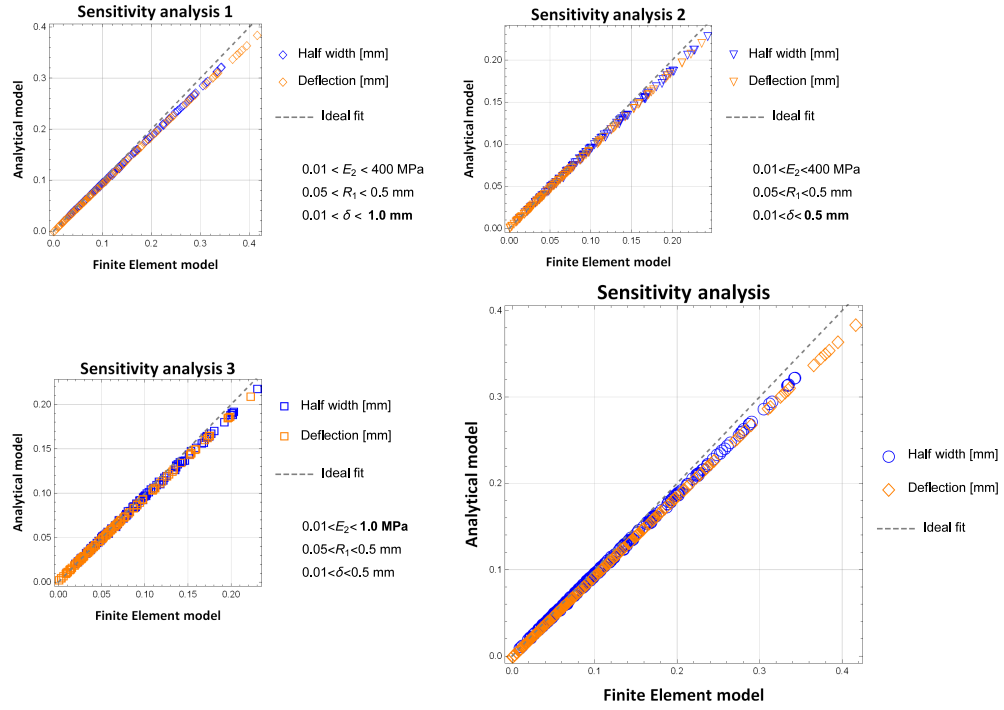 Sensitivity analysis 1
0.4
0.3
0.2
0.1
0.0
0.0 0.1 0.2 0.3 0.4
Analytical model
Finite Element model
Half width [mm]
Deflection [mm]
Ideal fit
0.01 < E₂ < 400 MPa
0.05 < R₁ < 0.5 mm
0.01 < δ < 1.0 mm
Sensitivity analysis 2
0.20
0.15
0.10
0.05
0.00
0.00 0.05 0.10 0.15 0.20
Analytical model
Finite Element model
Half width [mm]
Deflection [mm]
Ideal fit
0.01<E₂<400 MPa
0.05<R₁<0.5 mm
0.01<δ<0.5 mm
Sensitivity analysis 3
0.20
0.15
0.10
0.05
0.00
0.00 0.05 0.10 0.15 0.20
Analytical model
Finite Element model
Half width [mm]
Deflection [mm]
Ideal fit
0.01<E₂<1.0 MPa
0.05<R₁<0.5 mm
0.01<δ<0.5 mm
Sensitivity analysis
0.4
0.3
0.2
0.1
0.0
0.0 0.1 0.2 0.3 0.4
Analytical model
Finite Element model
Half width [mm]
Deflection [mm]
Ideal fit